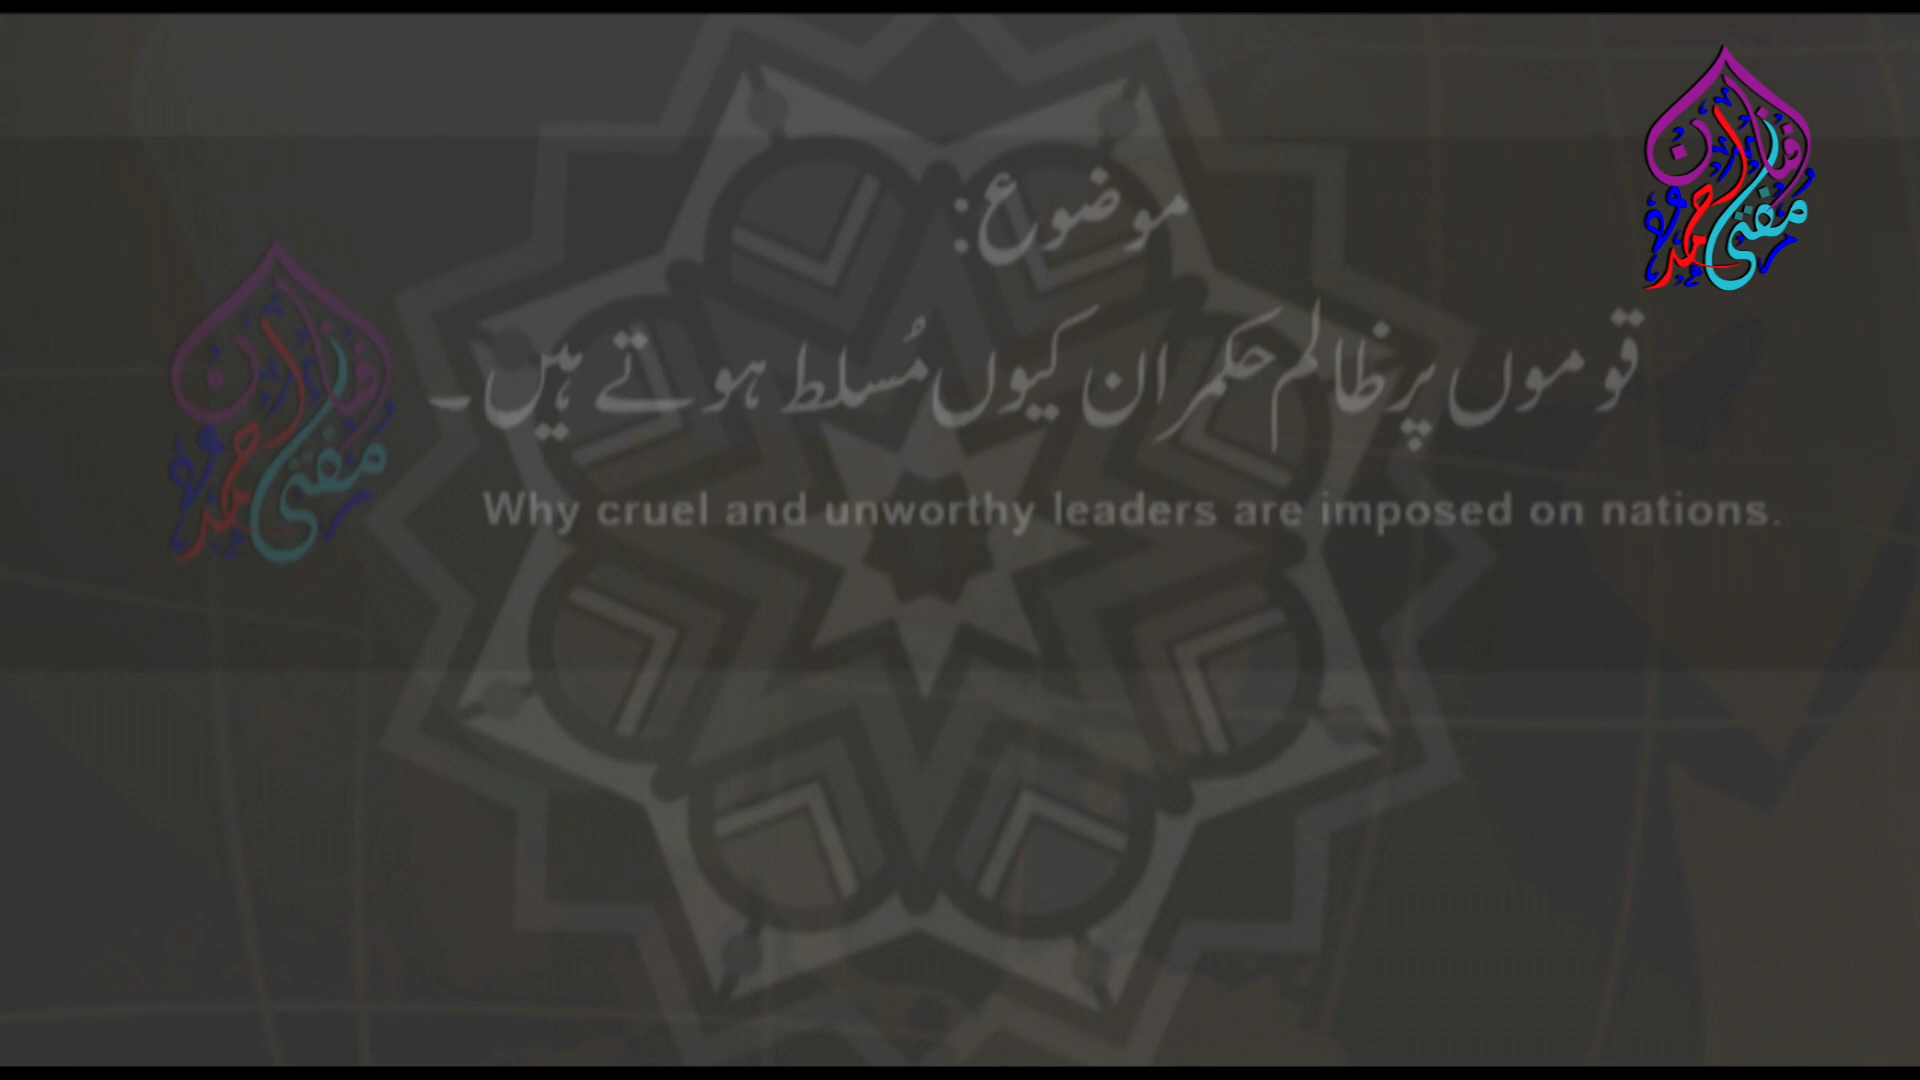 موضوع:
قوموں پر ظالم حکمران کیوں مُسلط ہوتے ہیں۔
Why cruel and unworthy leaders are imposed on nations.